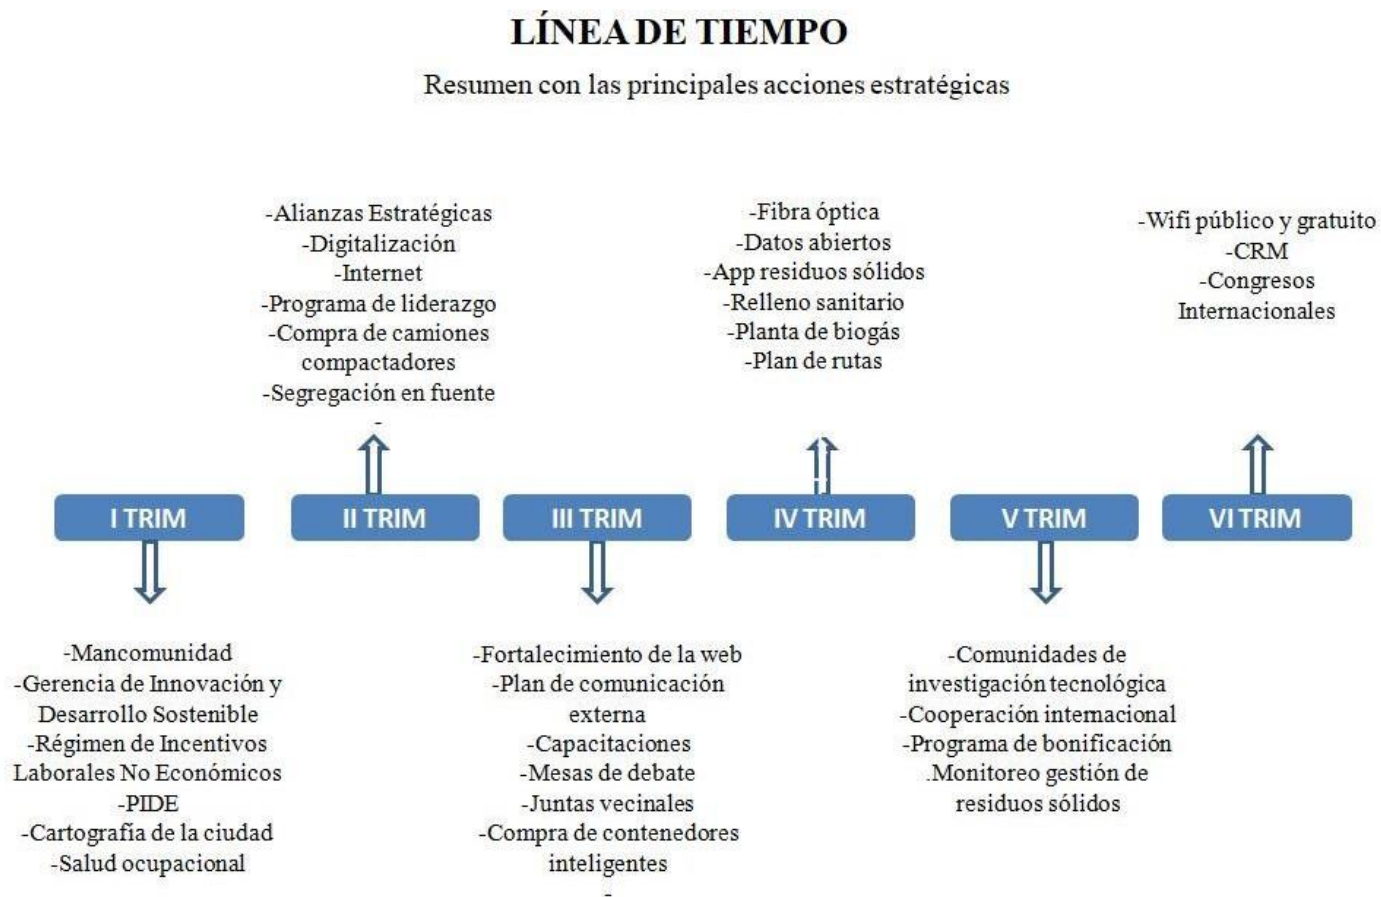 LÍNEA DE TIEMPO
Resumen con las principales acciones estratégicas
-Alianzas Estratégicas
-Digitalización
-Internet
-Programa de liderazgo
-Compra de camiones
compactadores
-Segregación en fuente
-
-Fibra óptica
-Datos abiertos
-App residuos sólidos
-Relleno sanitario
-Planta de biogás
-Plan de rutas
-Wifi público y gratuito
-CRM
-Congresos
Internacionales
I TRIM
II TRIM
III TRIM
IV TRIM
V TRIM
VI TRIM
-Mancomunidad
-Gerencia de Innovación y
Desarrollo Sostenible
-Régimen de Incentivos
Laborales No Económicos
-PIDE
-Cartografía de la ciudad
-Salud ocupacional
-Fortalecimiento de la web
-Plan de comunicación
externa
-Capacitaciones
-Mesas de debate
-Juntas vecinales
-Compra de contenedores
inteligentes
-
-Comunidades de
investigación tecnológica
-Cooperación internacional
-Programa de bonificación
.Monitoreo gestión de
residuos sólidos